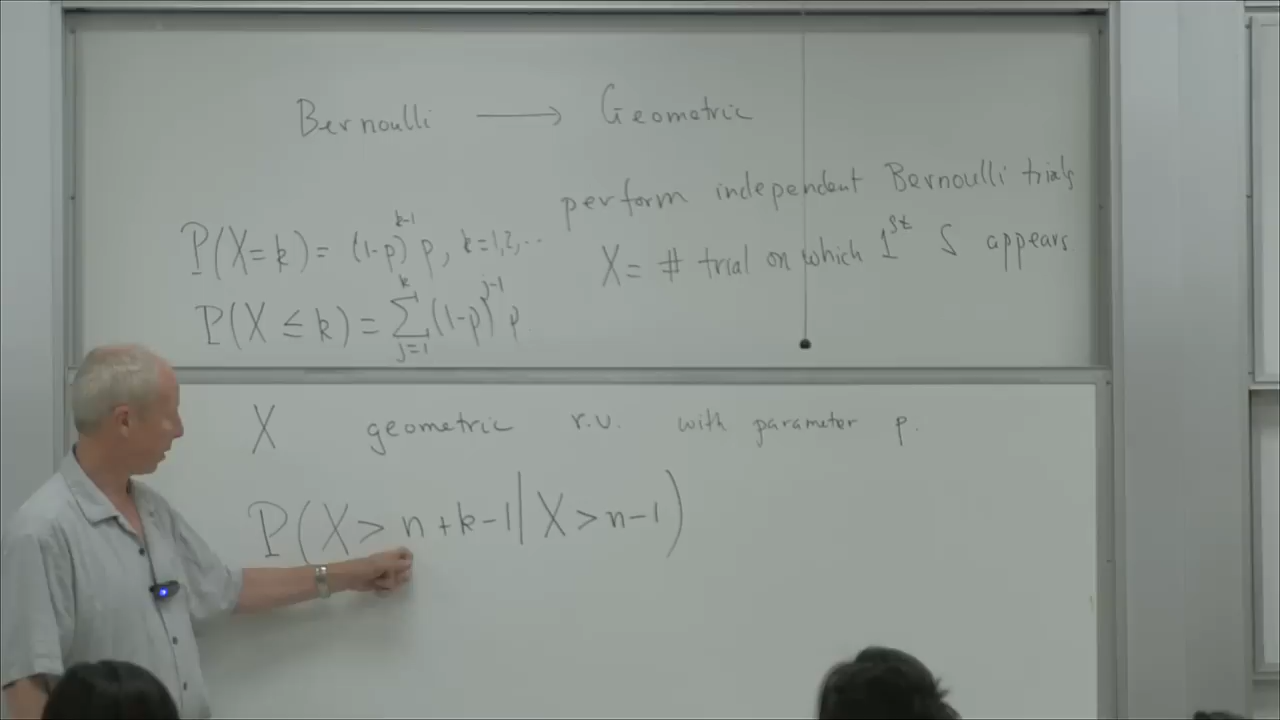 Bernoulli → Geometric
perform independent Bernoulli trials
X = # trial on which 1st S appears
P(X=k) = (1-p)^{k-1} p, k=1,2,...
P(X ≤ k) = \sum_{j=1}^{k} (1-p)^{j-1} p
X geometric r.v. with parameter p.
P(X > n+k-1 | X > n-1)